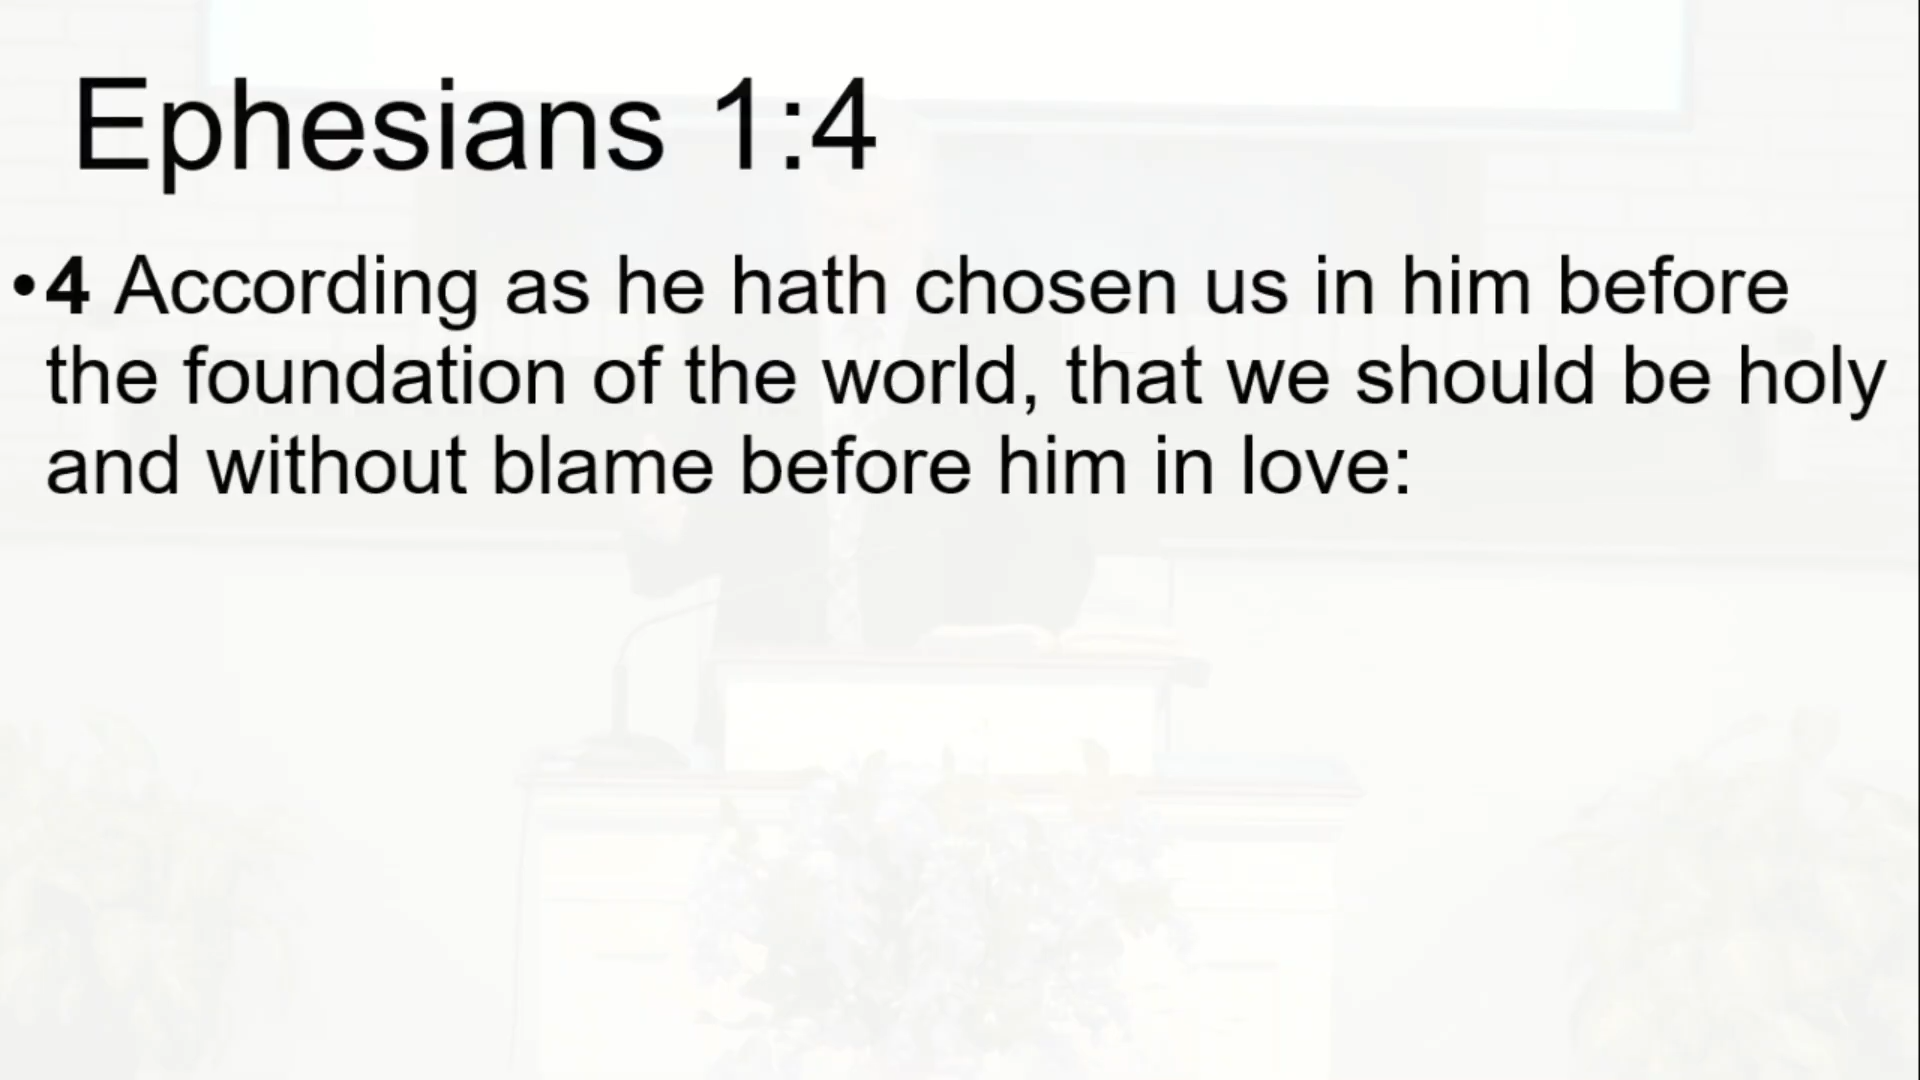 Ephesians 1:4
•4 According as he hath chosen us in him before
the foundation of the world, that we should be holy
and without blame before him in love: